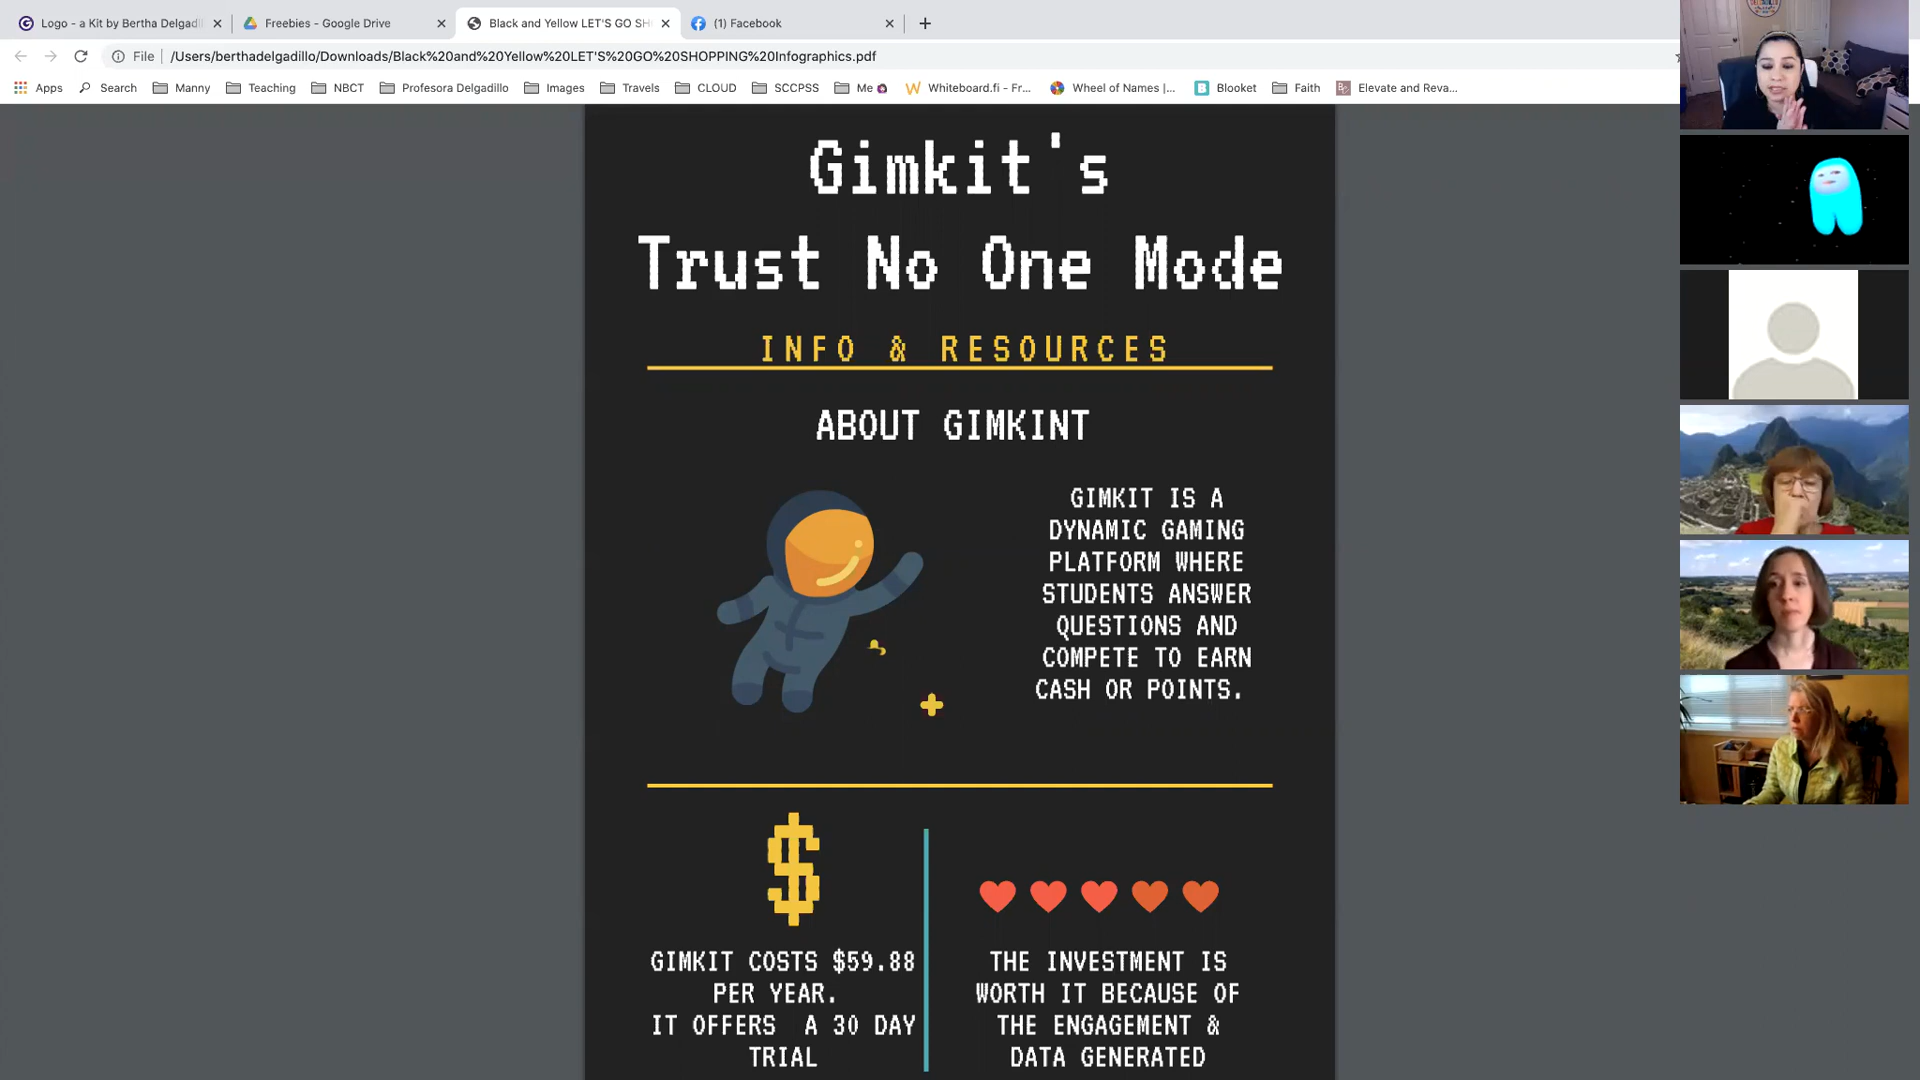 Logo - a Kit by Bertha Delgadil
Freebies - Google Drive
Black and Yellow LET'S GO SH
(1) Facebook
File
/Users/berthadelgadillo/Downloads/Black%20and%20Yellow%20LET'S%20GO%20SHOPPING%20Infographics.pdf
Apps
Search
Manny
Teaching
NBCT
Profesora Delgadillo
Images
Travels
CLOUD
SCCPSS
Me
Whiteboard.fi - Fr...
Wheel of Names |...
Blooket
Faith
Elevate and Reva...
Gimkit's
Trust No One Mode
INFO & RESOURCES
ABOUT GIMKINT
GIMKIT IS A
DYNAMIC GAMING
PLATFORM WHERE
STUDENTS ANSWER
QUESTIONS AND
COMPETE TO EARN
CASH OR POINTS.
$
GIMKIT COSTS $59.88
PER YEAR.
IT OFFERS A 30 DAY
TRIAL
THE INVESTMENT IS
WORTH IT BECAUSE OF
THE ENGAGEMENT &
DATA GENERATED